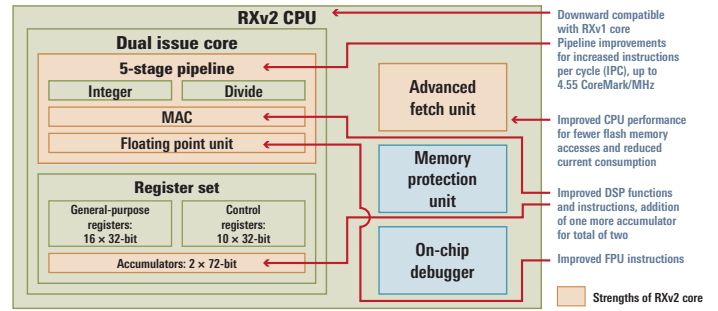 RXv2 CPU
Dual issue core
5-stage pipeline
Integer
Divide
MAC
Floating point unit
Register set
General-purpose
registers:
16 × 32-bit
Control
registers:
10 × 32-bit
Accumulators: 2 × 72-bit
Advanced
fetch unit
Memory
protection
unit
On-chip
debugger
Downward compatible
with RXv1 core
Pipeline improvements
for increased instructions
per cycle (IPC), up to
4.55 CoreMark/MHz
Improved CPU performance
for fewer flash memory
accesses and reduced
current consumption
Improved DSP functions
and instructions, addition
of one more accumulator
for total of two
Improved FPU instructions
Strengths of RXv2 core